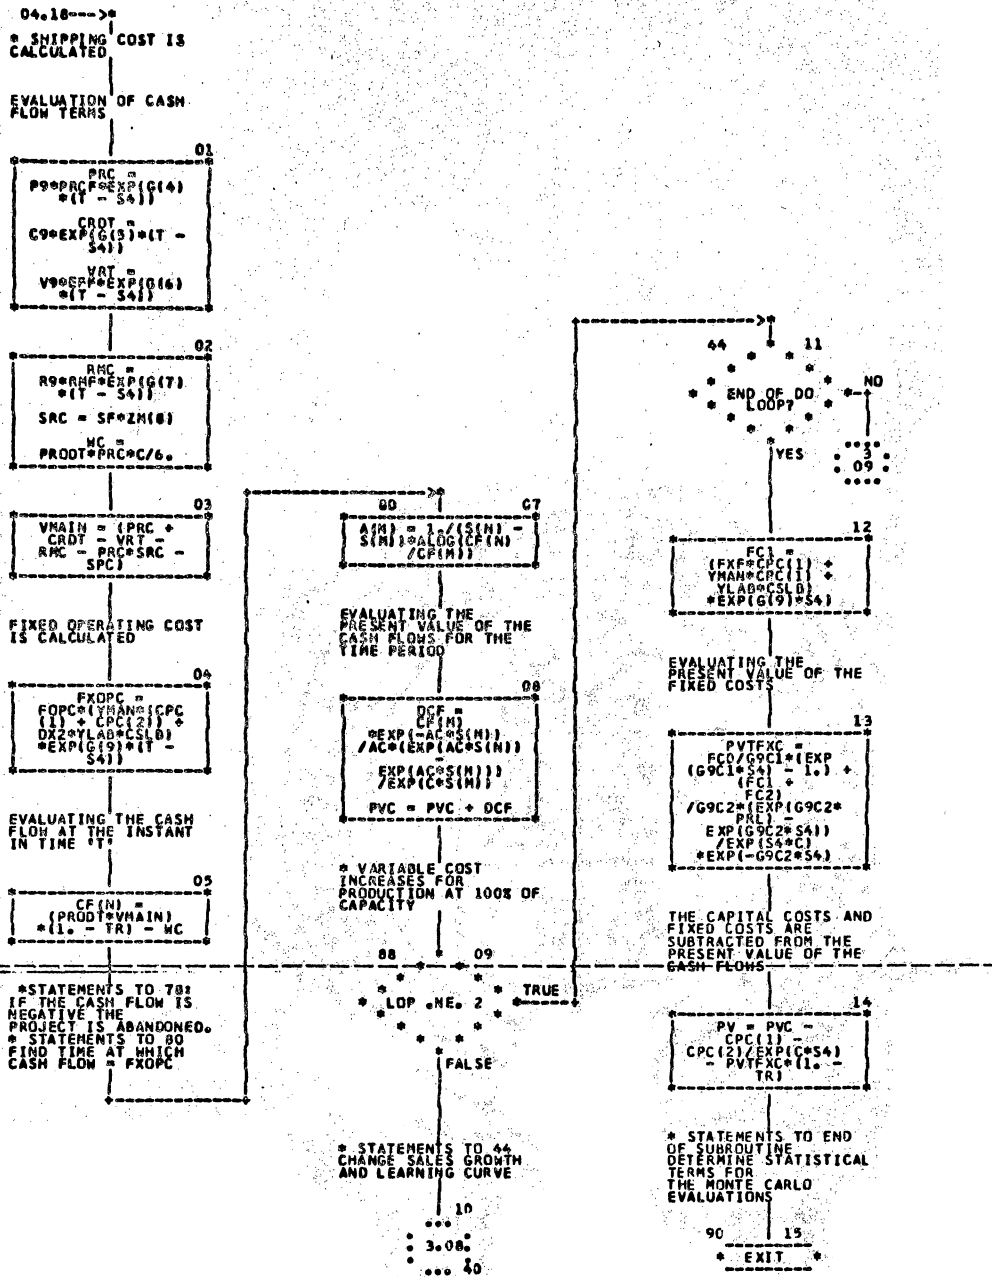 04.18--->*
* SHIPPING COST IS
CALCULATED
EVALUATION OF CASH
FLOW TERMS
01
PRC =
P9*PRCF*EXP(G(4)
*(T - S4))
CRDT =
C9*EXP(G(5)*(T -
S4))
VRT =
V9*EFF*EXP(G(6)
*(T - S4))
02
RMC =
R9*RMF*EXP(G(7)
*(T - S4))
SRC = SF*ZM(8)
WC =
PRODT*PRC*C/6.
03
VMAIN = (PRC +
CRDT - VRT -
RMC - PRC*SRC -
SPC)
FIXED OPERATING COST
IS CALCULATED
04
FXOPC =
FOPC*(YMAN*(CPC
(1) + CPC(2)) +
DX2*YLAB*CSLB)
*EXP(G(9)*(T -
S4))
EVALUATING THE CASH
FLOW AT THE INSTANT
IN TIME 'T'
05
CF(N) =
(PRODT*VMAIN)
*(1. - TR) - WC
*STATEMENTS TO 78:
IF THE CASH FLOW IS
NEGATIVE THE
PROJECT IS ABANDONED.
* STATEMENTS TO 80
FIND TIME AT WHICH
CASH FLOW = FXOPC
80 07
A(M) = 1./(S(N) -
S(M))*ALOG(CF(N)
/CF(M))
EVALUATING THE
PRESENT VALUE OF THE
CASH FLOWS FOR THE
TIME PERIOD
08
DCF =
CF(M)
*EXP(-AC*S(M))
/AC*(EXP(AC*S(N))
-
EXP(AC*S(M)))
/EXP(C*S(M))
PVC = PVC + DCF
* VARIABLE COST
INCREASES FOR
PRODUCTION AT 100% OF
CAPACITY
88 09
LOP .NE. 2
TRUE
FALSE
* STATEMENTS TO 44
CHANGE SALES GROWTH
AND LEARNING CURVE
10
3.08.
40
44 11
END OF DO
LOOP?
NO
YES
3
09
12
FC1 =
(FXF*CPC(1) +
YMAN*CPC(1) +
YLAB*CSLB)
*EXP(G(9)*S4)
EVALUATING THE
PRESENT VALUE OF THE
FIXED COSTS
13
PVTFXC =
FCO/G9C1*(EXP
(G9C1*S4) - 1.) +
(FC1 +
FC2)
/G9C2*(EXP(G9C2*
PRL) -
EXP(G9C2*S4))
/EXP(S4*C)
*EXP(-G9C2*S4)
THE CAPITAL COSTS AND
FIXED COSTS ARE
SUBTRACTED FROM THE
PRESENT VALUE OF THE
CASH FLOWS
14
PV = PVC -
CPC(1) -
CPC(2)/EXP(C*S4)
- PVTFXC*(1. -
TR)
* STATEMENTS TO END
OF SUBROUTINE
DETERMINE STATISTICAL
TERMS FOR
THE MONTE CARLO
EVALUATIONS
90 15
* EXIT *